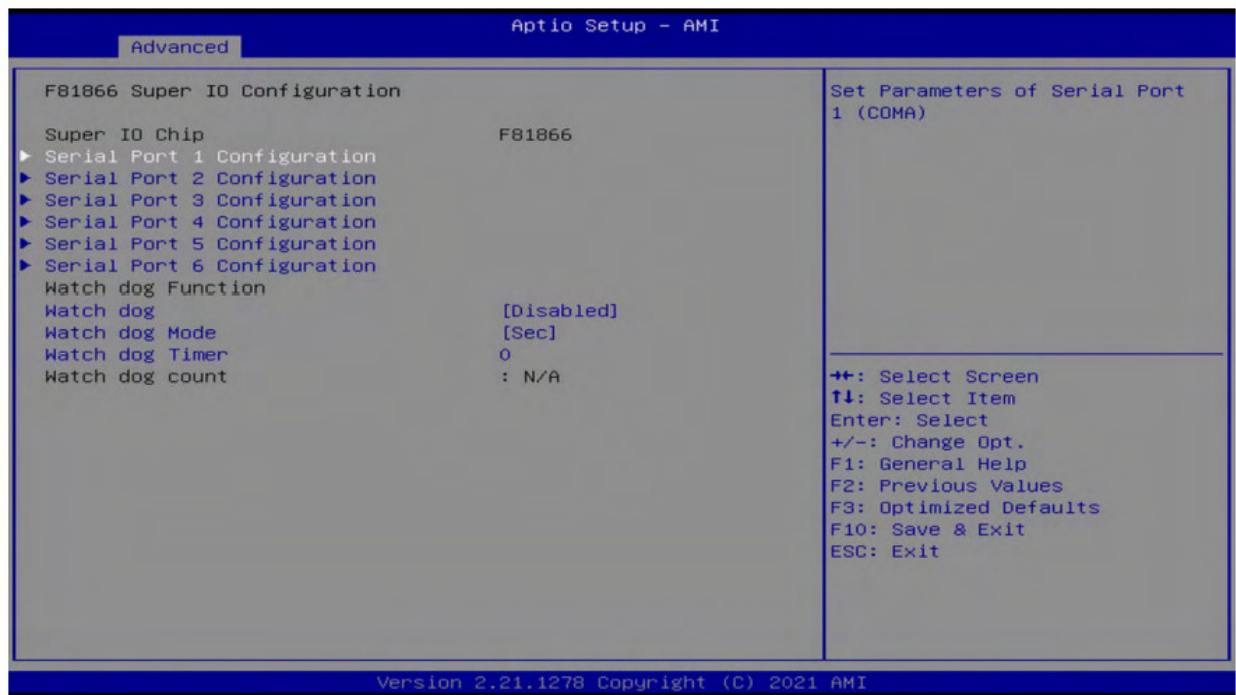 Aptio Setup – AMI
Advanced
F81866 Super IO Configuration
Super IO Chip F81866
► Serial Port 1 Configuration
► Serial Port 2 Configuration
► Serial Port 3 Configuration
► Serial Port 4 Configuration
► Serial Port 5 Configuration
► Serial Port 6 Configuration
Watch dog Function
Watch dog [Disabled]
Watch dog Mode [Sec]
Watch dog Timer 0
Watch dog count : N/A
Set Parameters of Serial Port
1 (COMA)
→←: Select Screen
↑↓: Select Item
Enter: Select
+/-: Change Opt.
F1: General Help
F2: Previous Values
F3: Optimized Defaults
F10: Save & Exit
ESC: Exit
Version 2.21.1278 Copyright (C) 2021 AMI